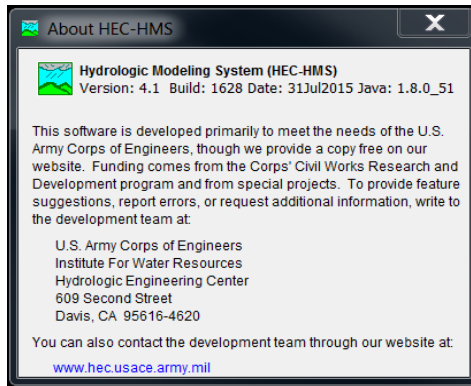 About HEC-HMS
X
Hydrologic Modeling System (HEC-HMS)
Version: 4.1 Build: 1628 Date: 31Jul2015 Java: 1.8.0_51
This software is developed primarily to meet the needs of the U.S.
Army Corps of Engineers, though we provide a copy free on our
website. Funding comes from the Corps' Civil Works Research and
Development program and from special projects. To provide feature
suggestions, report errors, or request additional information, write to
the development team at:
U.S. Army Corps of Engineers
Institute For Water Resources
Hydrologic Engineering Center
609 Second Street
Davis, CA 95616-4620
You can also contact the development team through our website at:
www.hec.usace.army.mil